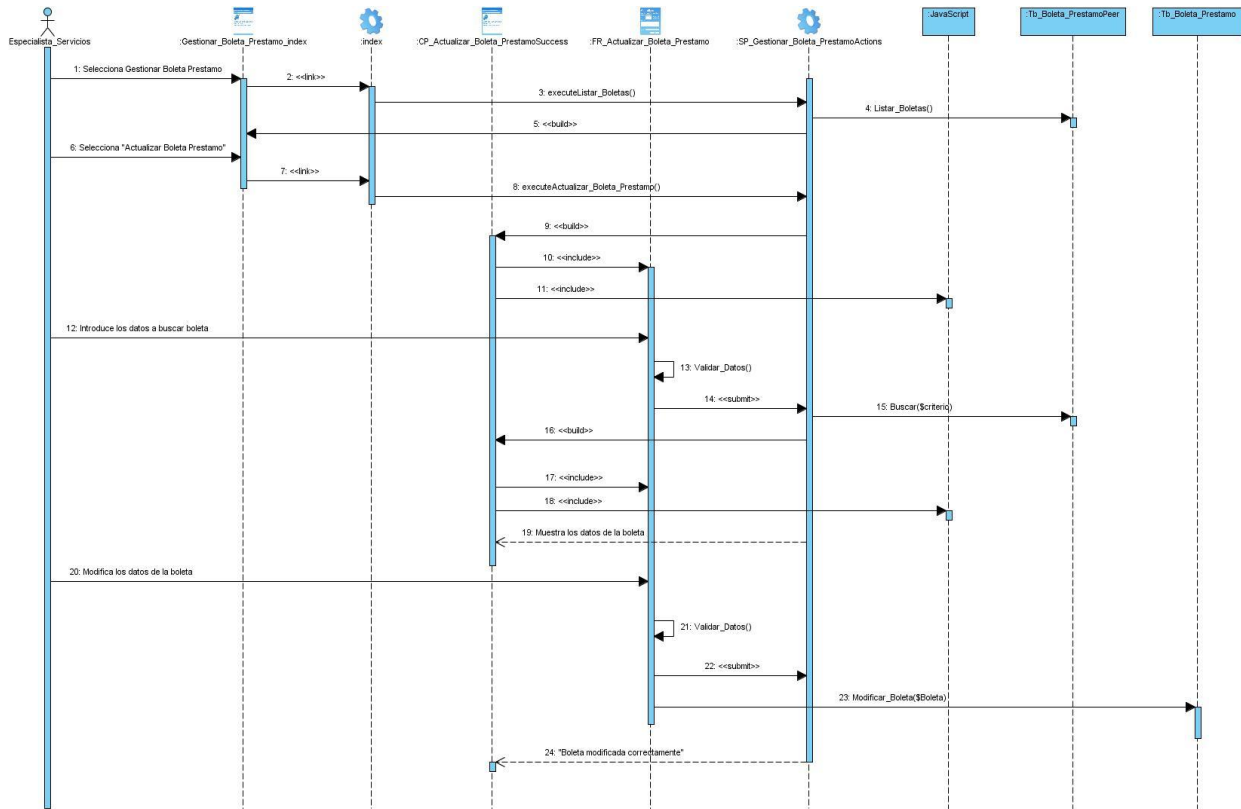 :JavaScript
:Tb_Boleta_PrestamoPeer
:Tb_Boleta_Prestamo
Especialista_Servicios
:Gestionar_Boleta_Prestamo_index
:index
:CP_Actualizar_Boleta_PrestamoSuccess
:FR_Actualizar_Boleta_Prestamo
:SP_Gestionar_Boleta_PrestamoActions
1: Selecciona Gestionar Boleta Prestamo
2: <<link>>
3: executeListar_Boletas()
4: Listar_Boletas()
5: <<build>>
6: Selecciona "Actualizar Boleta Prestamo"
7: <<link>>
8: executeActualizar_Boleta_Prestamo()
9: <<build>>
10: <<include>>
11: <<include>>
12: Introduce los datos a buscar boleta
13: Validar_Datos()
14: <<submit>>
15: Buscar($criterio)
16: <<build>>
17: <<include>>
18: <<include>>
19: Muestra los datos de la boleta
20: Modifica los datos de la boleta
21: Validar_Datos()
22: <<submit>>
23: Modificar_Boleta($Boleta)
24: "Boleta modificada correctamente"